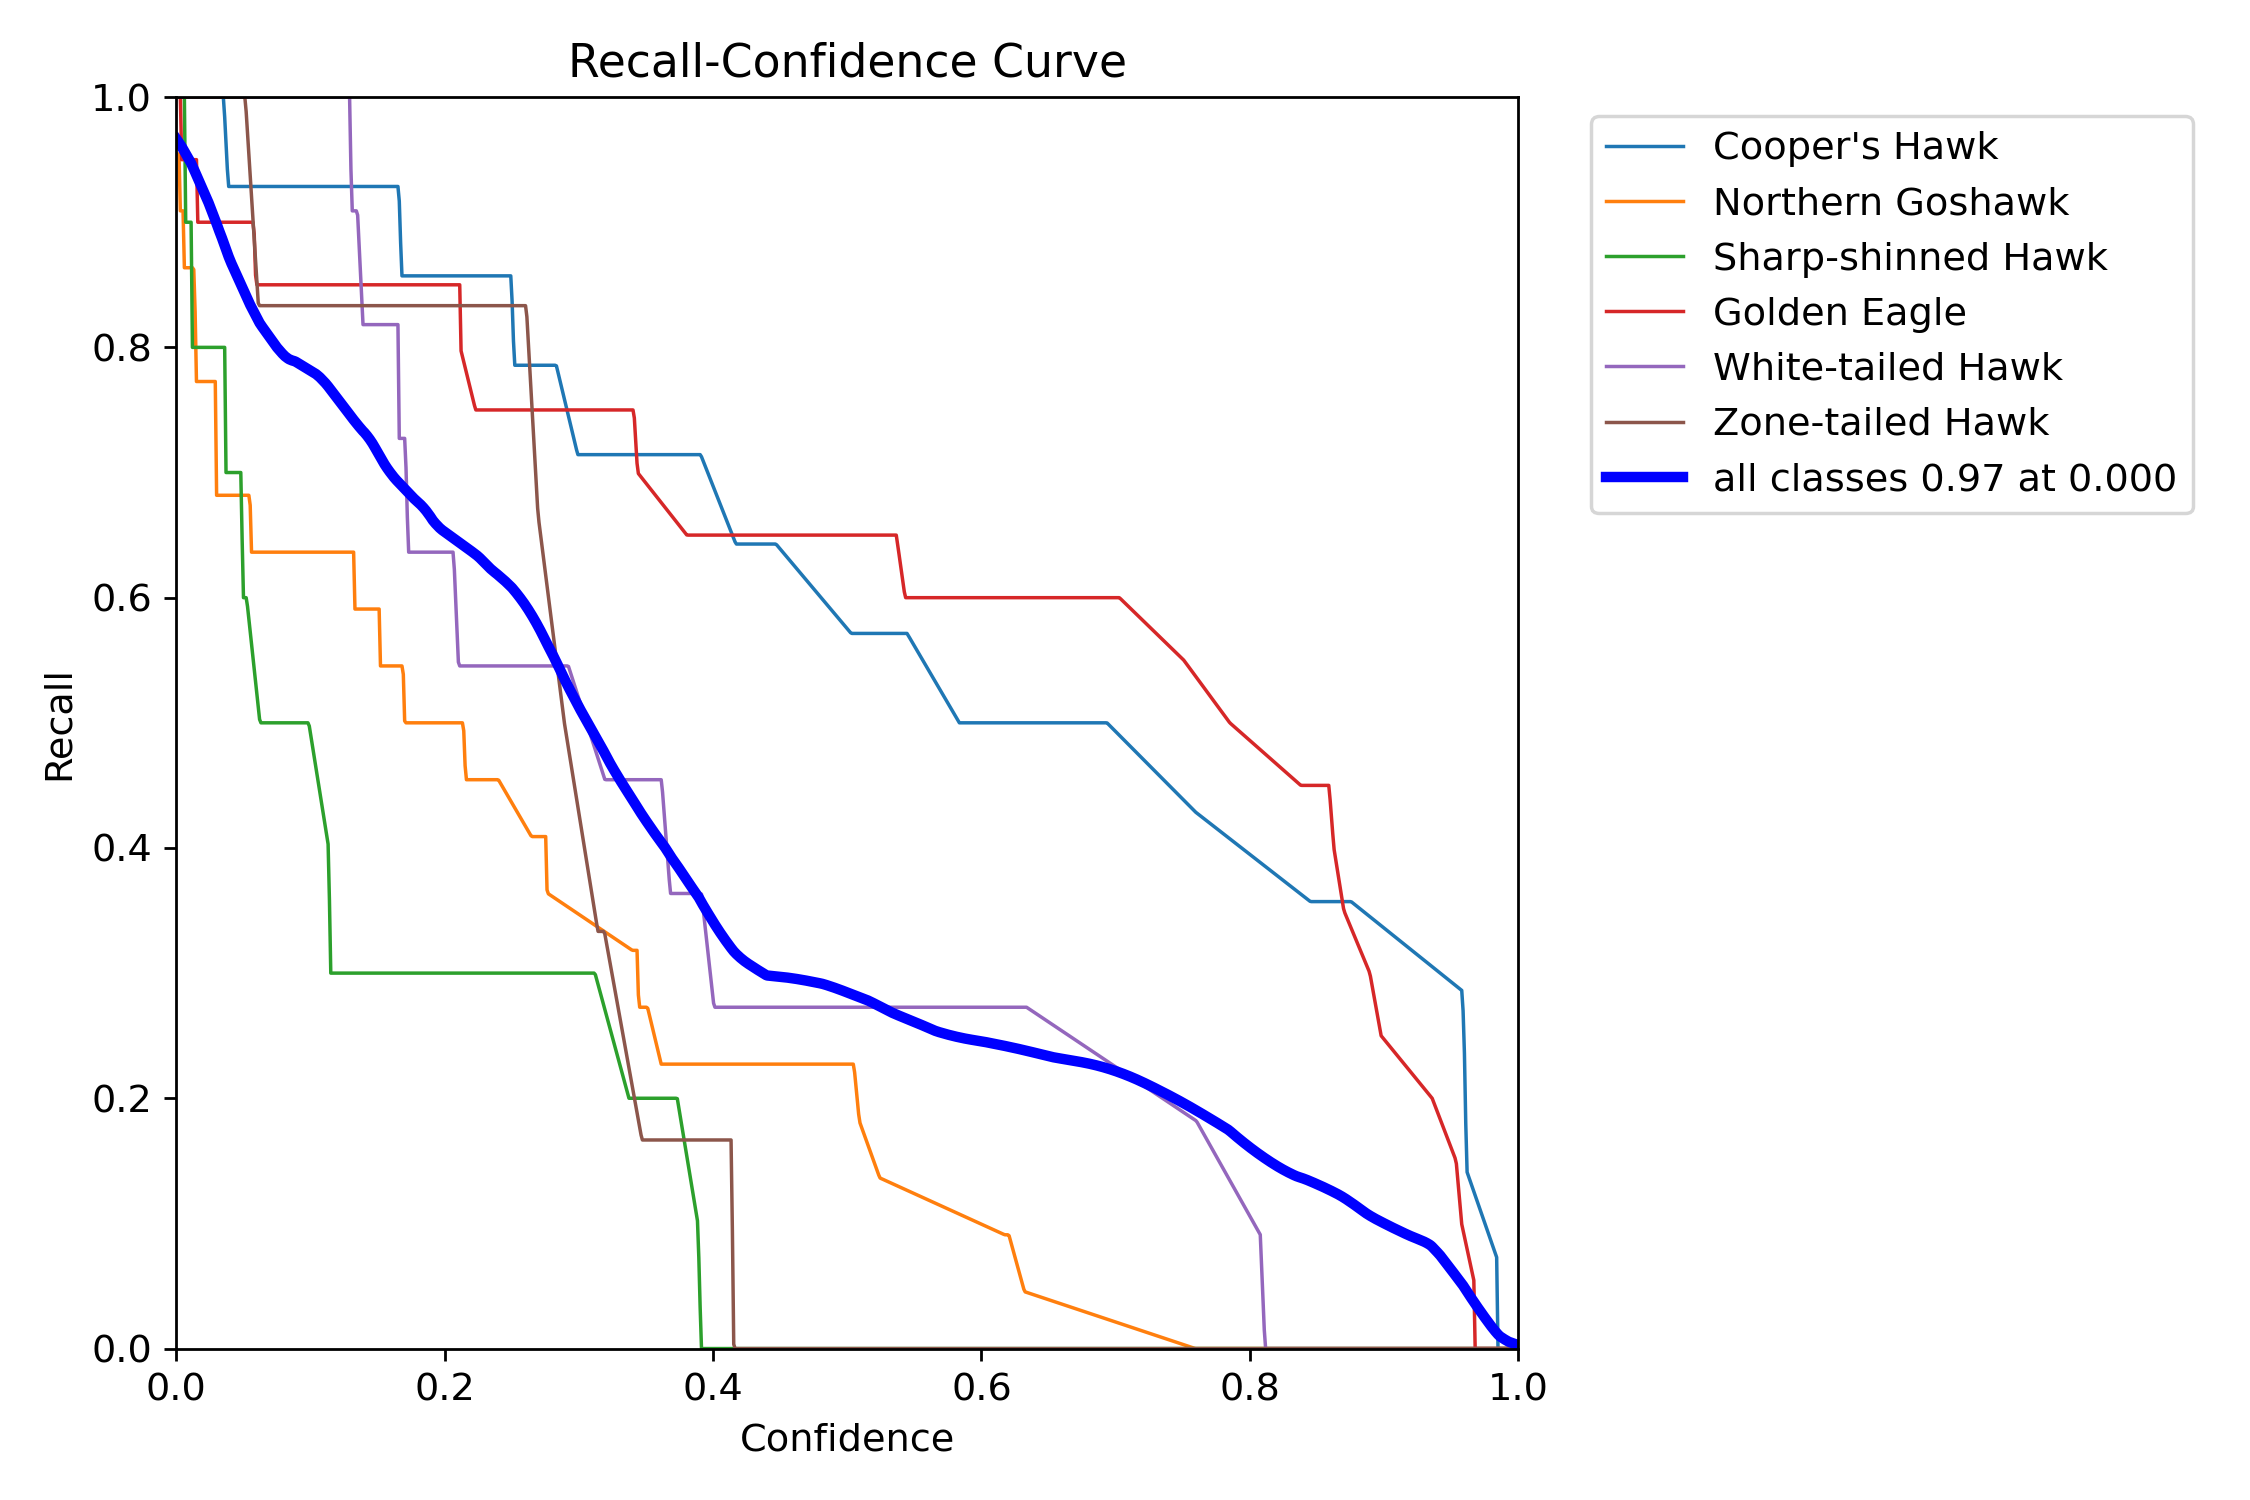 Recall-Confidence Curve
1.0
0.8
0.6
0.4
0.2
0.0
Recall
0.0 0.2 0.4 0.6 0.8 1.0
Confidence
Cooper's Hawk
Northern Goshawk
Sharp-shinned Hawk
Golden Eagle
White-tailed Hawk
Zone-tailed Hawk
all classes 0.97 at 0.000